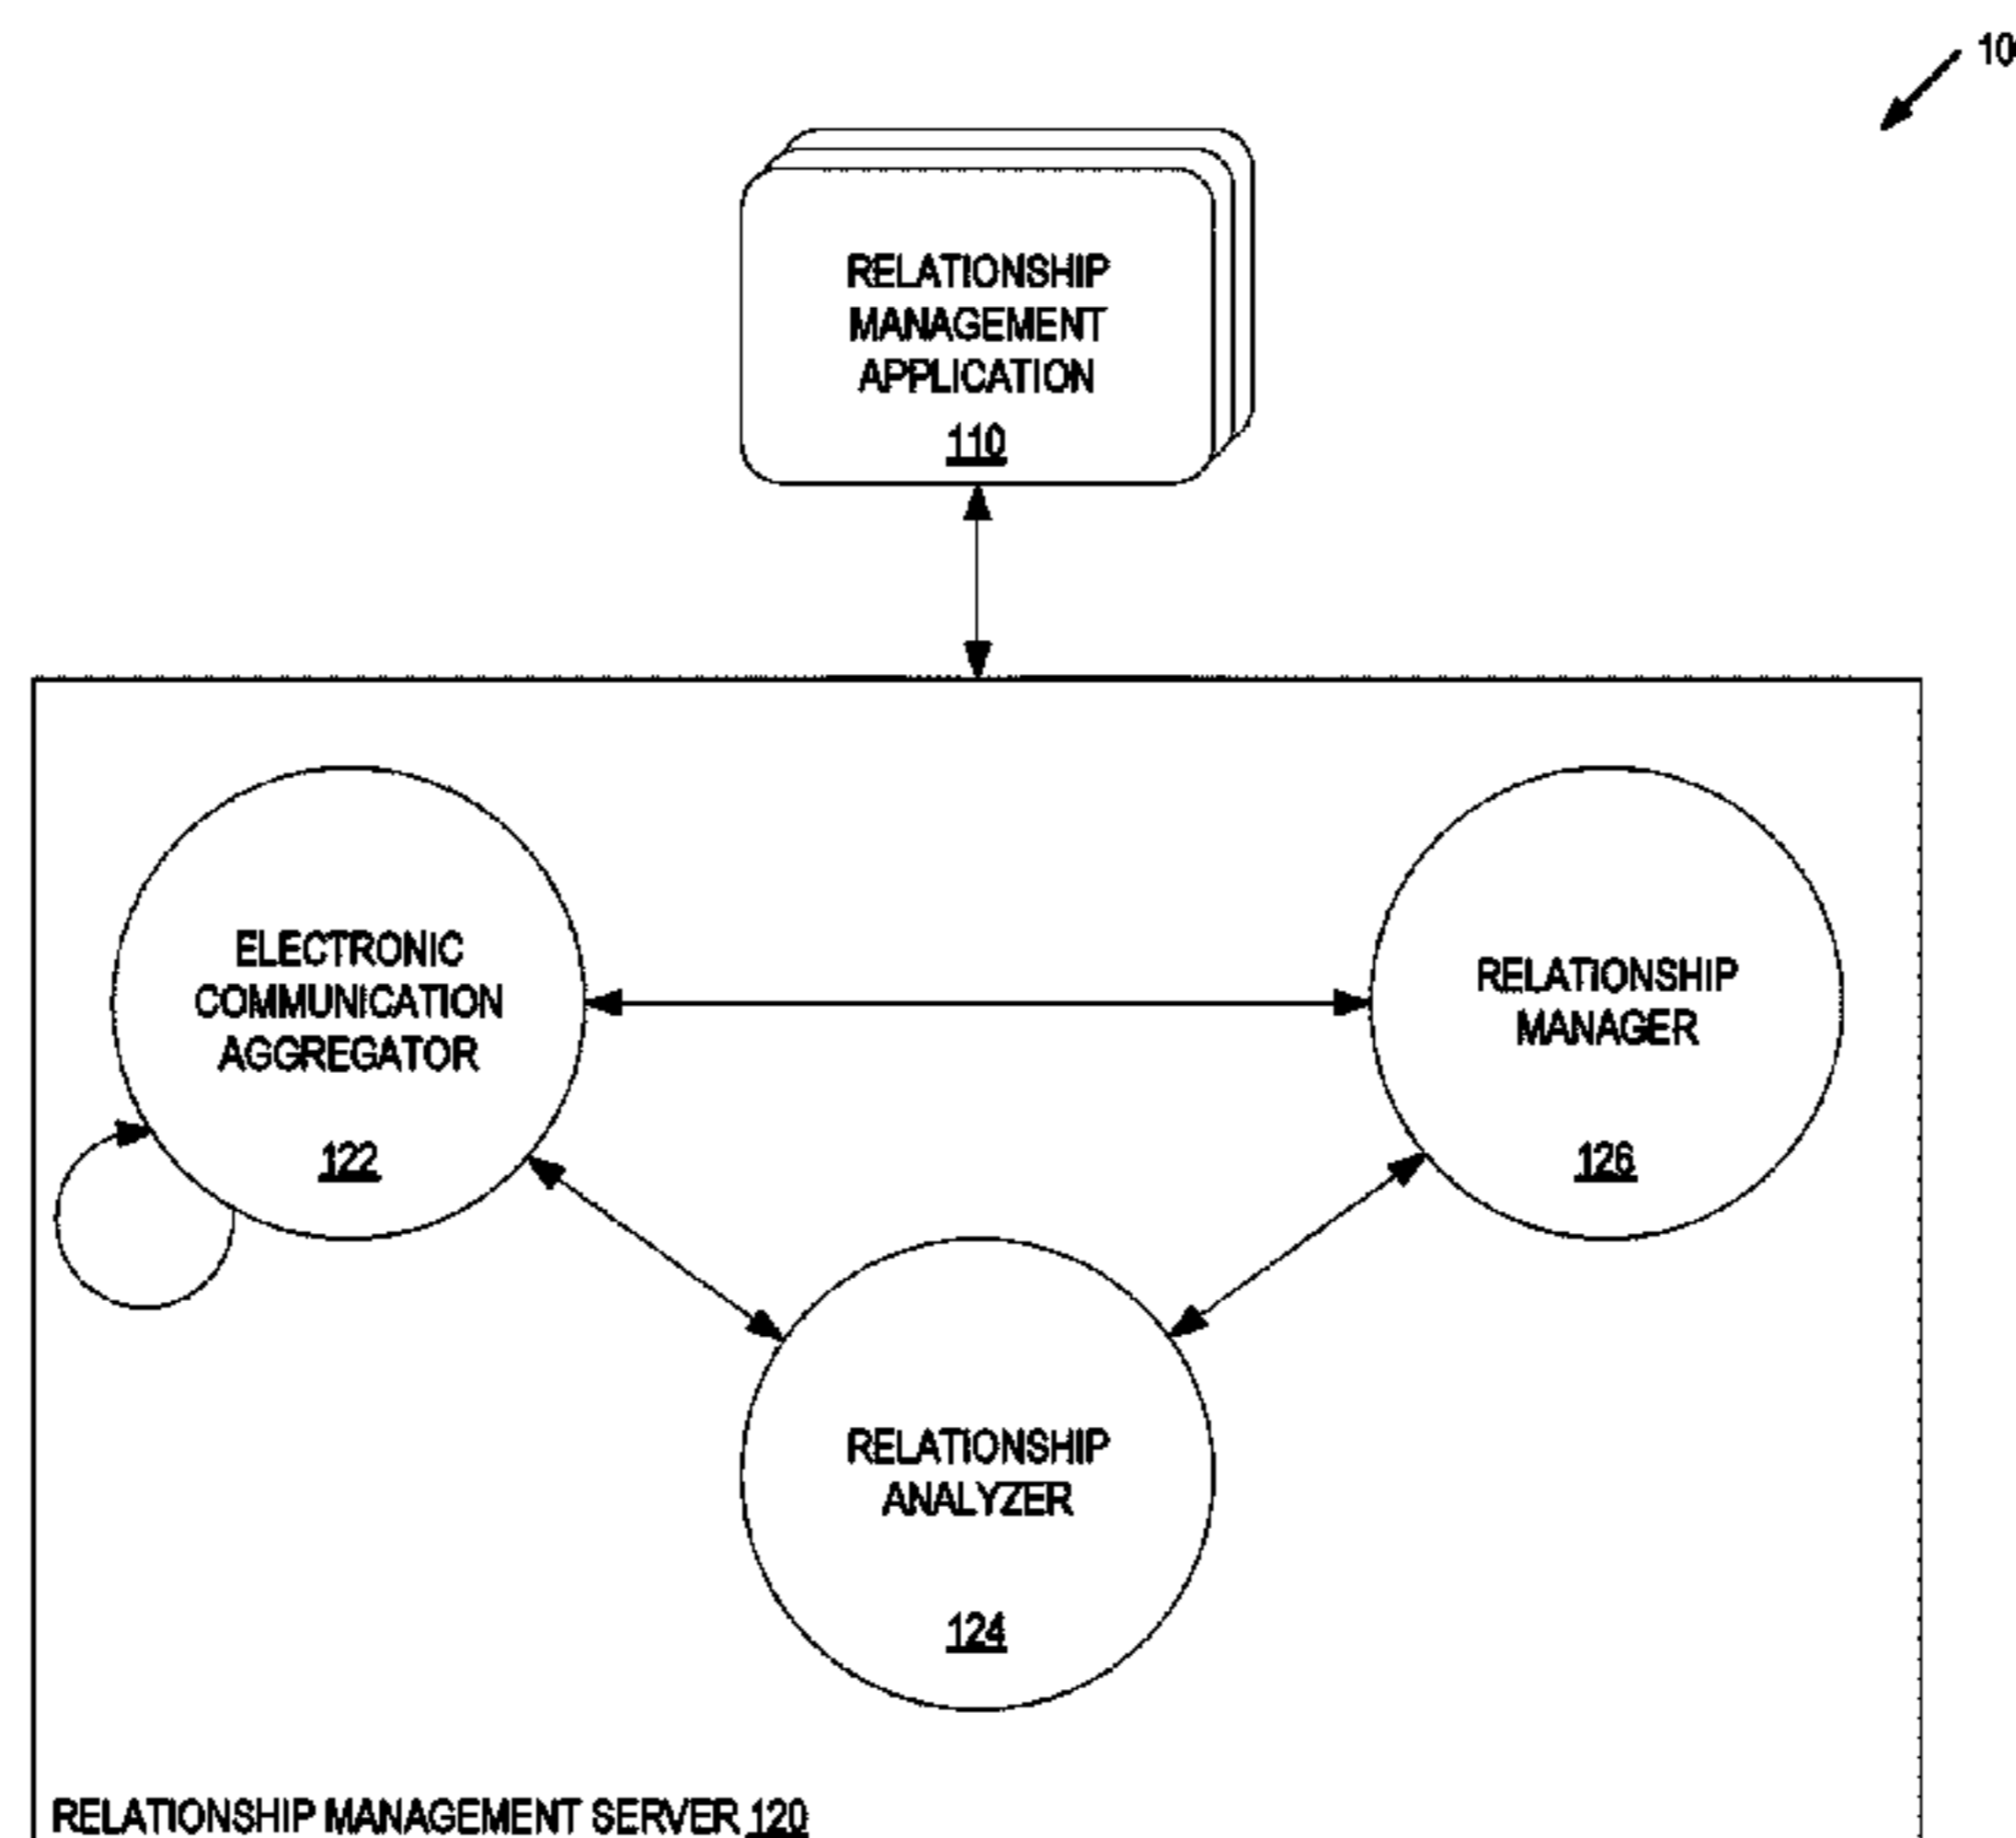 10
RELATIONSHIP
MANAGEMENT
APPLICATION
110
ELECTRONIC
COMMUNICATION
AGGREGATOR
122
RELATIONSHIP
MANAGER
126
RELATIONSHIP
ANALYZER
124
RELATIONSHIP MANAGEMENT SERVER 120